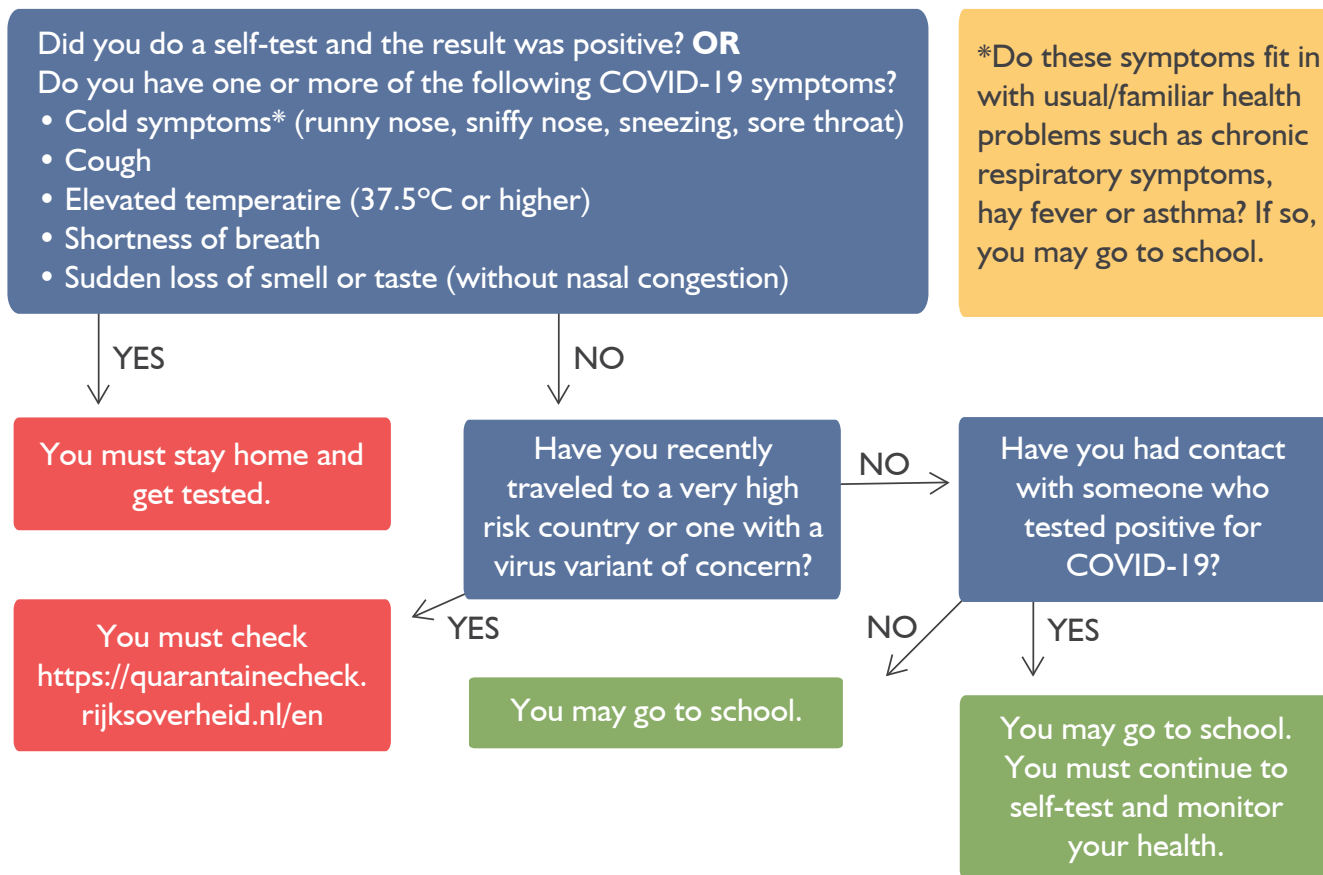 Did you do a self-test and the result was positive? OR
Do you have one or more of the following COVID-19 symptoms?
• Cold symptoms* (runny nose, sniffy nose, sneezing, sore throat)
• Cough
• Elevated temperatire (37.5ºC or higher)
• Shortness of breath
• Sudden loss of smell or taste (without nasal congestion)
*Do these symptoms fit in
with usual/familiar health
problems such as chronic
respiratory symptoms,
hay fever or asthma? If so,
you may go to school.
YES
NO
You must stay home and
get tested.
Have you recently
traveled to a very high
risk country or one with a
virus variant of concern?
NO
Have you had contact
with someone who
tested positive for
COVID-19?
YES
NO
YES
You must check
https://quarantainecheck.
rijksoverheid.nl/en
You may go to school.
You may go to school.
You must continue to
self-test and monitor
your health.